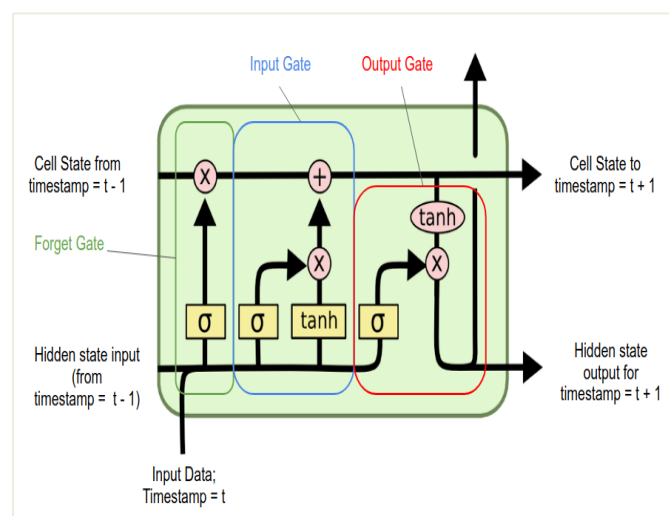 Input Gate
Output Gate
Cell State from
timestamp = t - 1
X
+
Cell State to
timestamp = t + 1
tanh
Forget Gate
X
X
σ
σ
tanh
σ
Hidden state input
(from
timestamp = t - 1)
Hidden state
output for
timestamp = t + 1
Input Data;
Timestamp = t